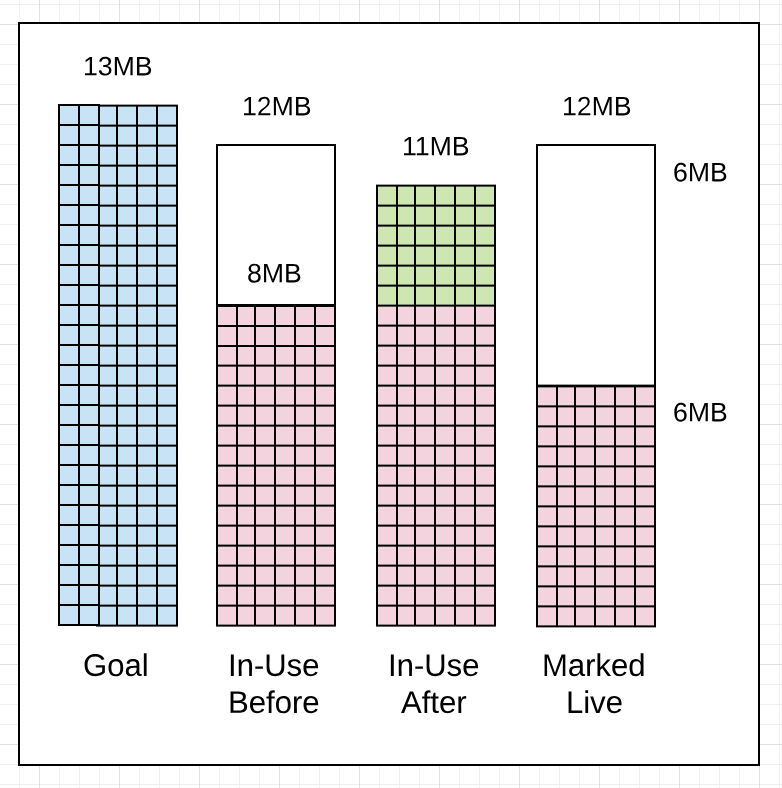 13MB
12MB
11MB
12MB
6MB
8MB
6MB
Goal
In-Use
Before
In-Use
After
Marked
Live